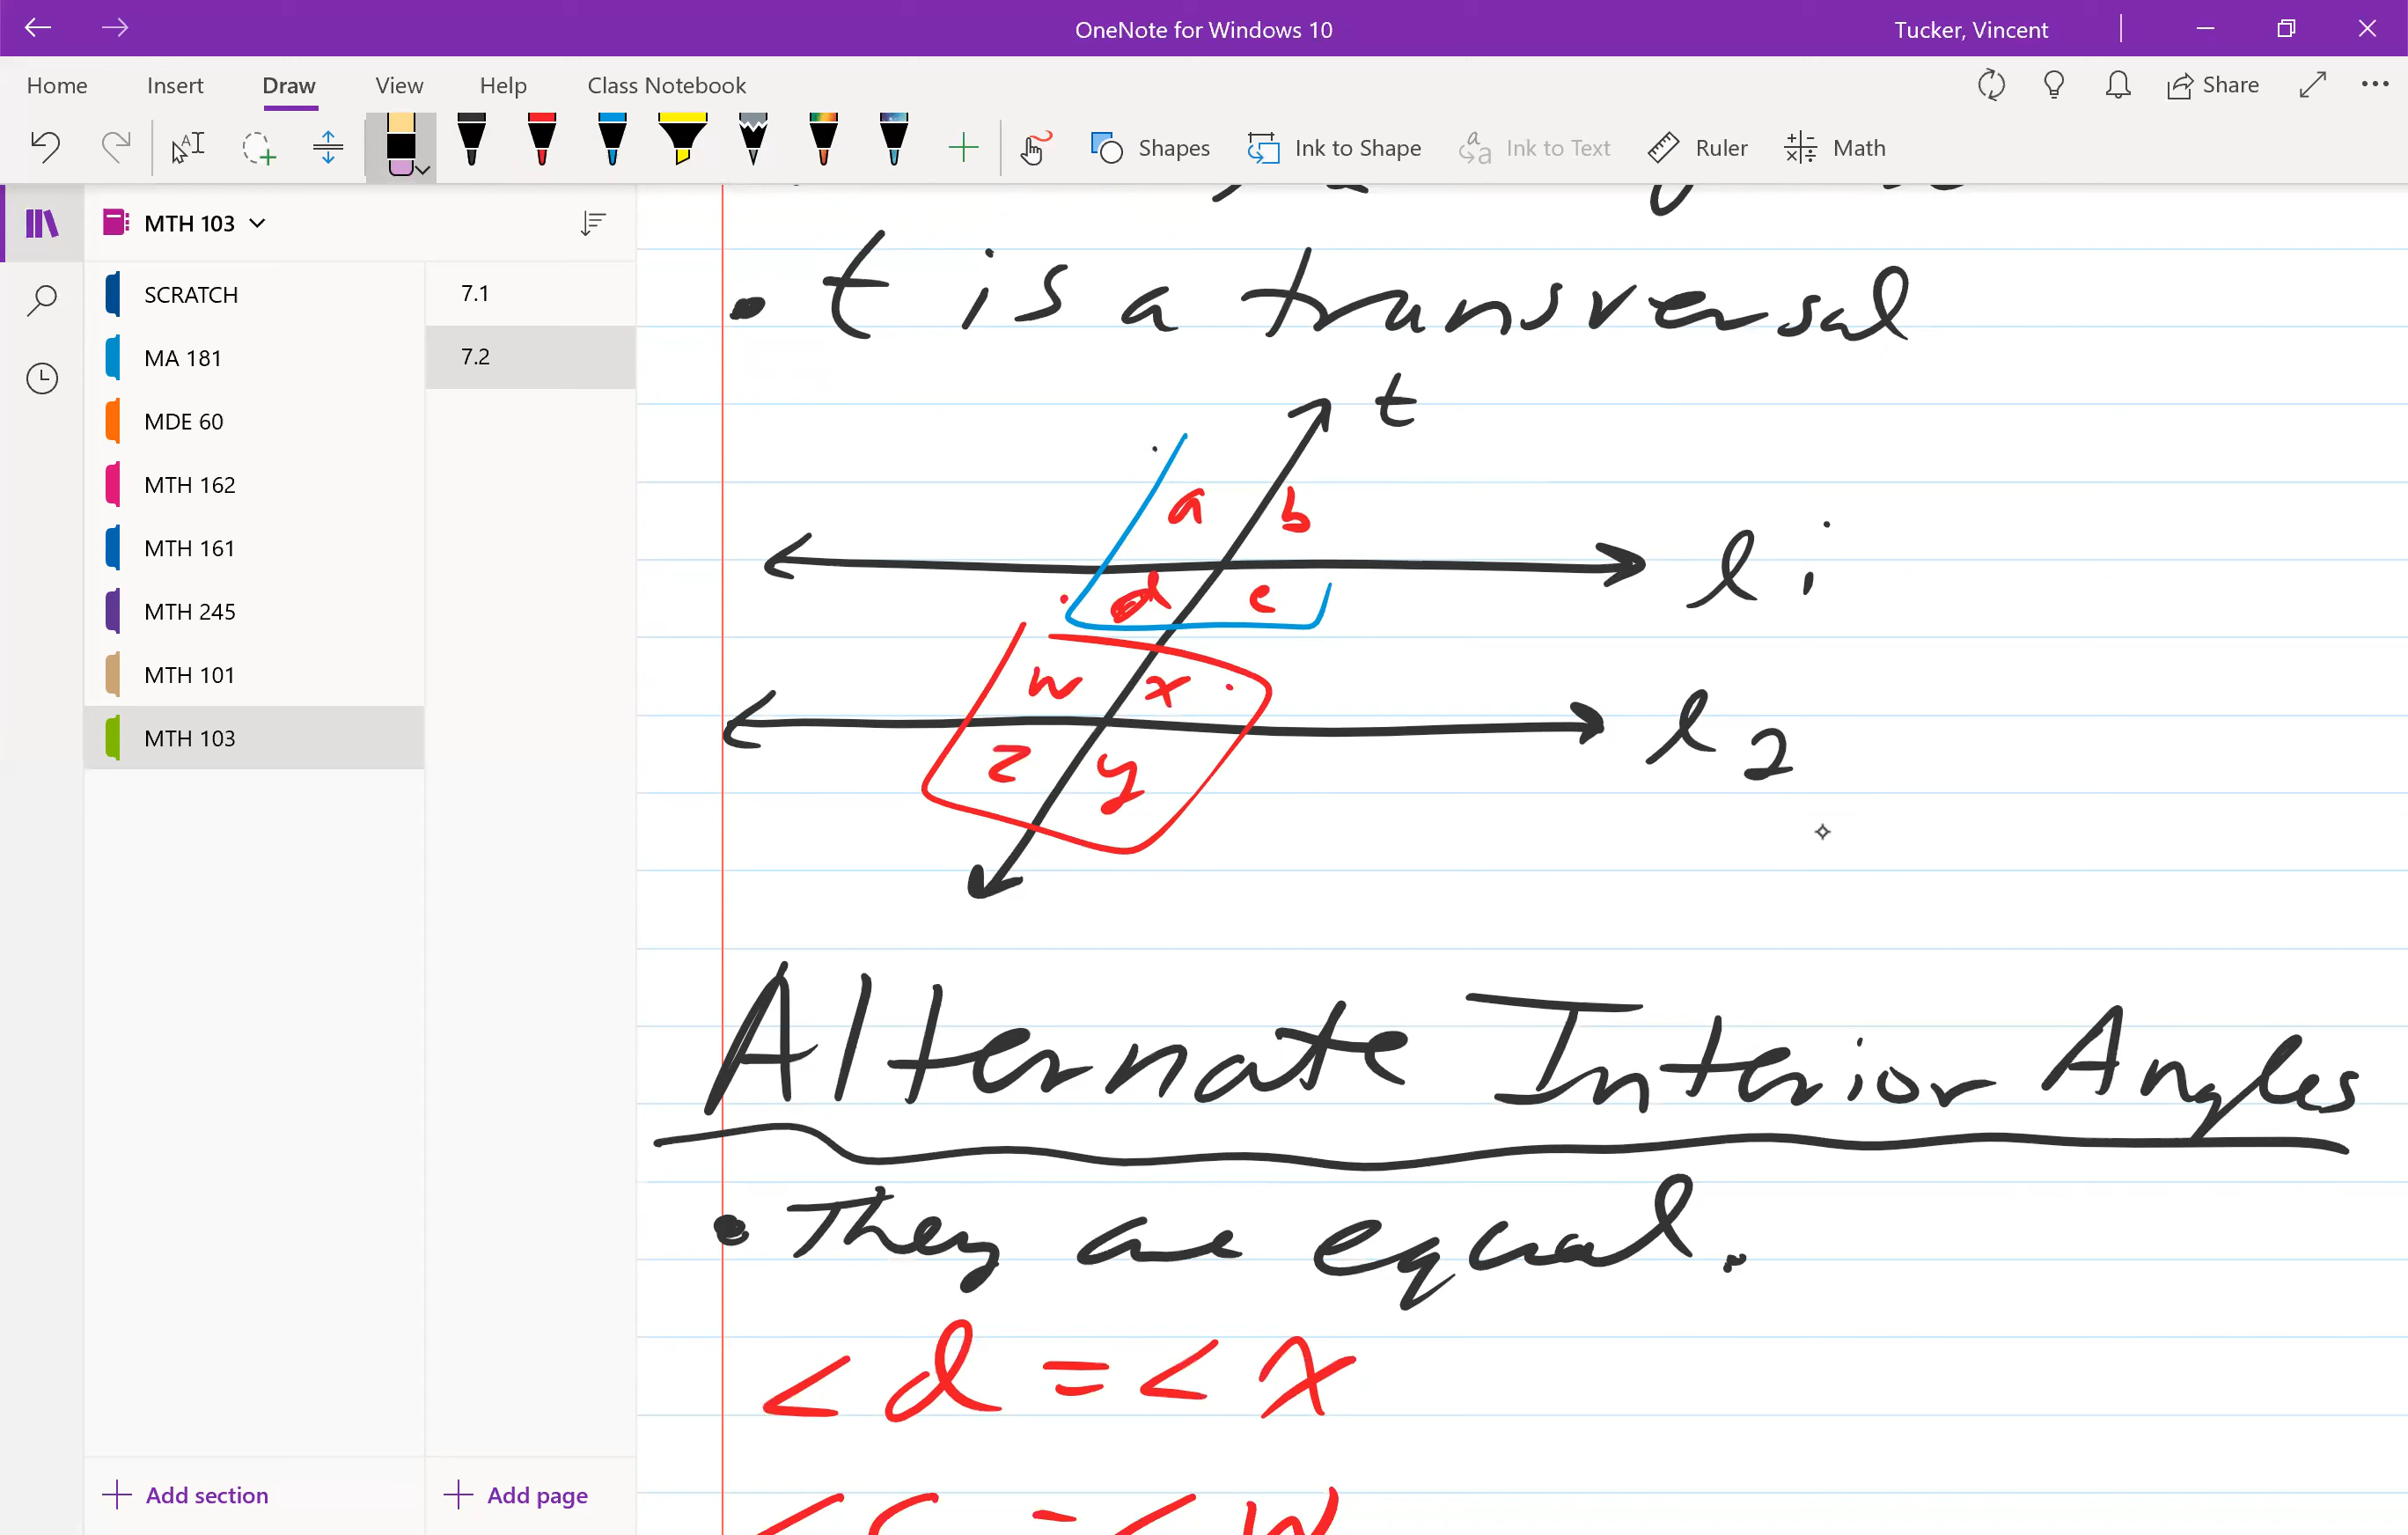 OneNote for Windows 10
Tucker, Vincent
Home Insert Draw View Help Class Notebook
Share
Shapes Ink to Shape Ink to Text Ruler Math
MTH 103
SCRATCH
MA 181
MDE 60
MTH 162
MTH 161
MTH 245
MTH 101
MTH 103
7.1
7.2
Add section
Add page
• t is a transversal
t
a b
l 1
d c
w x
l 2
z y
Alternate Interior Angles
• They are equal.
< d = < x
< c = < w